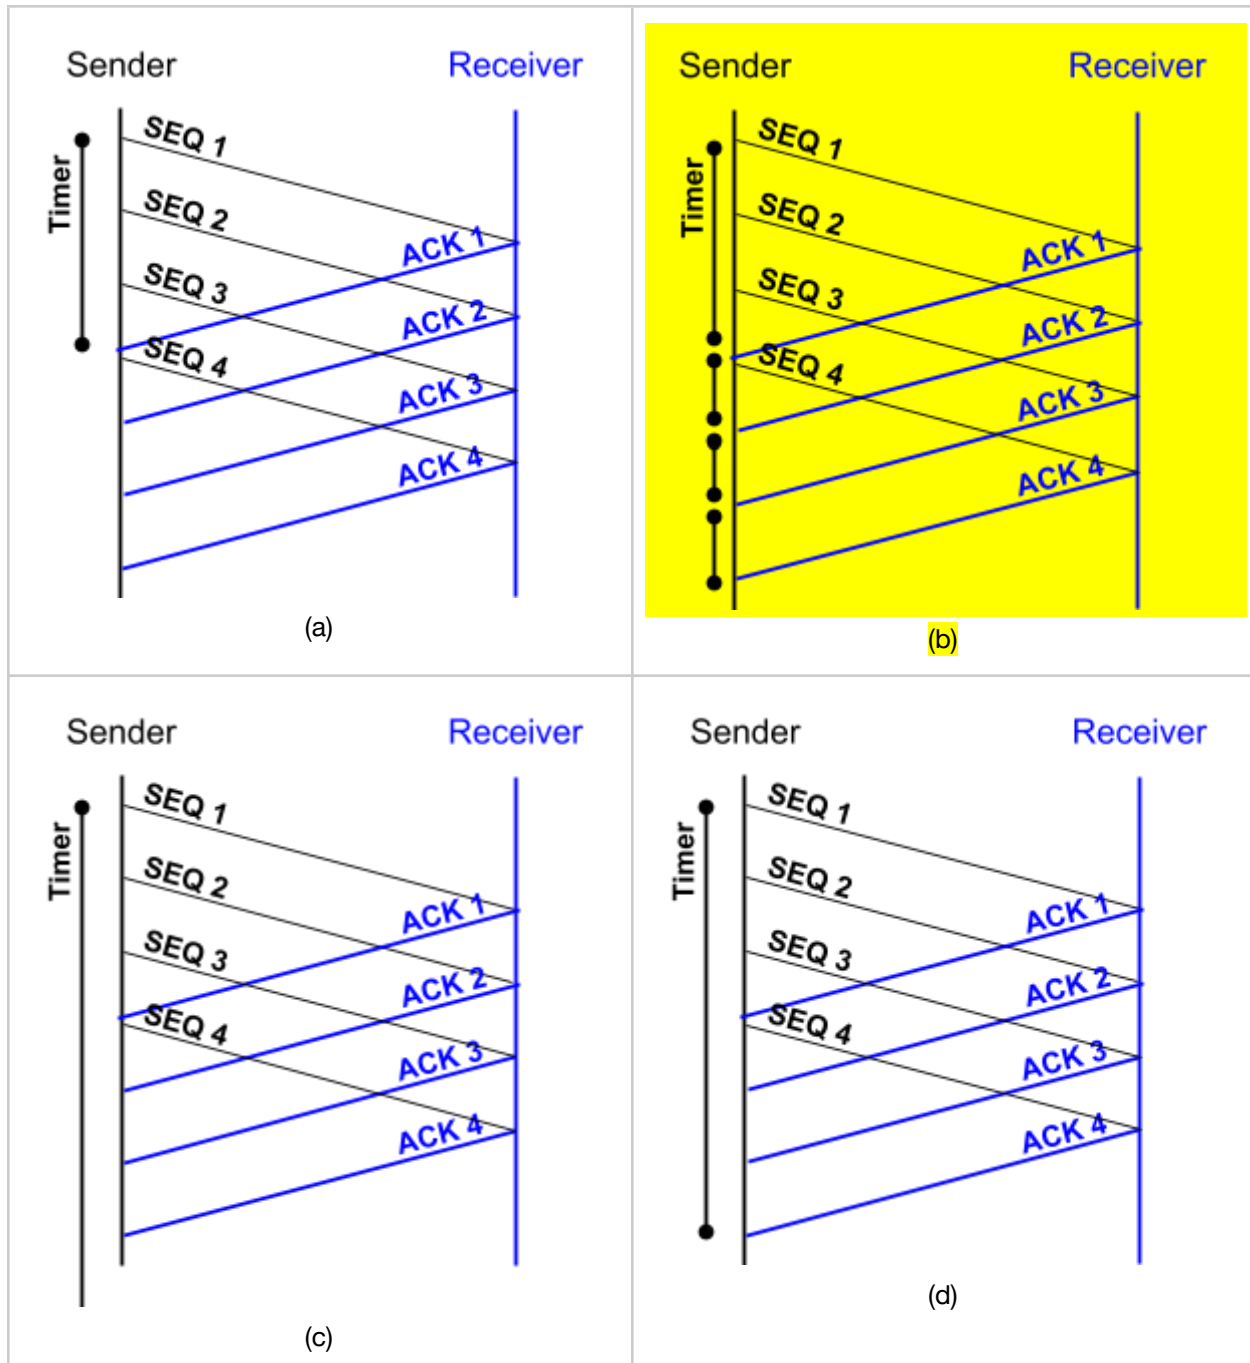 Sender Receiver
Timer
SEQ 1
SEQ 2
ACK 1
SEQ 3
ACK 2
SEQ 4
ACK 3
ACK 4
(a)
Sender Receiver
Timer
SEQ 1
SEQ 2
ACK 1
SEQ 3
ACK 2
SEQ 4
ACK 3
ACK 4
(b)
Sender Receiver
Timer
SEQ 1
SEQ 2
ACK 1
SEQ 3
ACK 2
SEQ 4
ACK 3
ACK 4
(c)
Sender Receiver
Timer
SEQ 1
SEQ 2
ACK 1
SEQ 3
ACK 2
SEQ 4
ACK 3
ACK 4
(d)